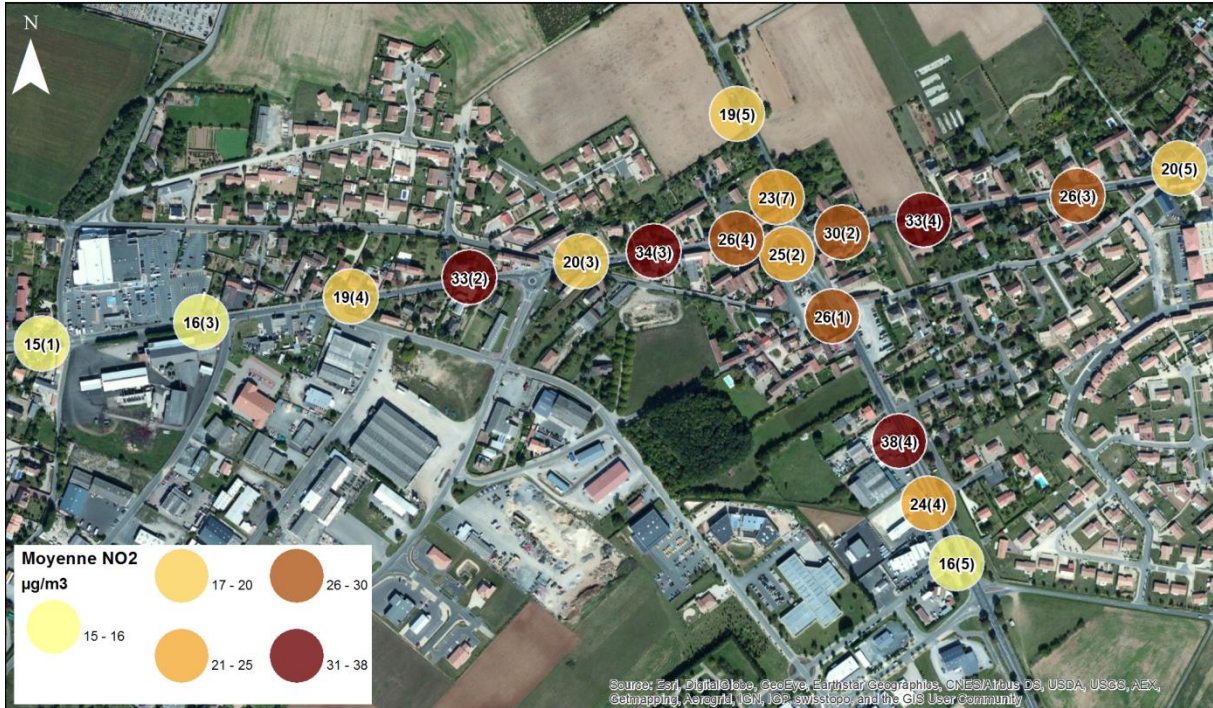 N
19(5)
20(5)
23(7)
26(3)
33(4)
30(2)
26(4)
25(2)
34(3)
20(3)
33(2)
19(4)
26(1)
16(3)
15(1)
38(4)
24(4)
16(5)
Moyenne NO2
µg/m3
15 - 16
17 - 20
21 - 25
26 - 30
31 - 38
Source: Esri, DigitalGlobe, GeoEye, Earthstar Geographics, CNES/Airbus DS, USDA, USGS, AEX,
Getmapping, Aerogrid, IGN, IGP, swisstopo, and the GIS User Community